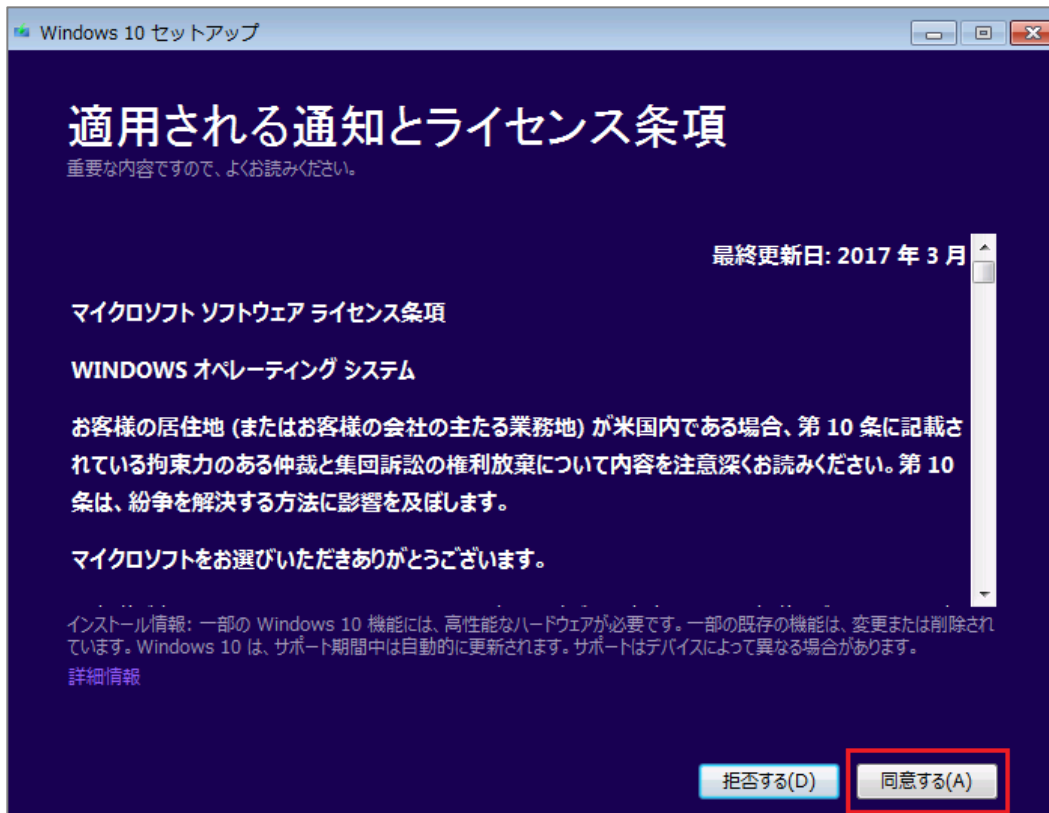 Windows 10 セットアップ
適用される通知とライセンス条項
重要な内容ですので、よくお読みください。
最終更新日: 2017 年 3 月
マイクロソフト ソフトウェア ライセンス条項
WINDOWS オペレーティング システム
お客様の居住地 (またはお客様の会社の主たる業務地) が米国内である場合、第 10 条に記載さ
れている拘束力のある仲裁と集団訴訟の権利放棄について内容を注意深くお読みください。第 10
条は、紛争を解決する方法に影響を及ぼします。
マイクロソフトをお選びいただきありがとうございます。
インストール情報: 一部の Windows 10 機能には、高性能なハードウェアが必要です。一部の既存の機能は、変更または削除され
ています。Windows 10 は、サポート期間中は自動的に更新されます。サポートはデバイスによって異なる場合があります。
詳細情報
拒否する(D)
同意する(A)